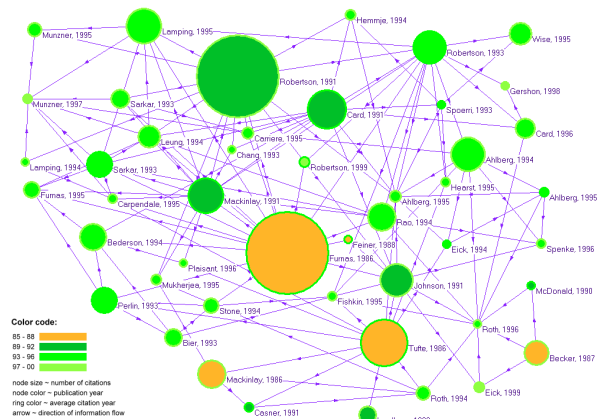 Hemmje, 1994
Lamping, 1995
Munzner, 1995
Wise, 1995
Robertson, 1993
Robertson, 1991
Gershon, 1998
Munzner, 1997
Sarkar, 1993
Card, 1991
Spoerri, 1993
Card, 1996
Leung, 1994
Carriere, 1995
Chang, 1993
Ahlberg, 1994
Lamping, 1994
Sarkar, 1993
Robertson, 1999
Furnas, 1995
Carpendale, 1995
Mackinlay, 1991
Hearst, 1995
Ahlberg, 1995
Ahlberg, 1995
Rao, 1994
Bederson, 1994
Feiner, 1988
Furnas, 1986
Eick, 1994
Spenke, 1996
Plaisant, 1996
Mukherjea, 1995
Johnson, 1991
McDonald, 1990
Perlin, 1993
Stone, 1994
Fishkin, 1995
Color code:
85 - 88
89 - 92
93 - 96
97 - 00
Bier, 1993
Tufte, 1986
Roth, 1996
Becker, 1987
Mackinlay, 1986
Eick, 1999
Roth, 1994
Casner, 1991
node size ~ number of citations
node color ~ publication year
ring color ~ average citation year
arrow ~ direction of information flow